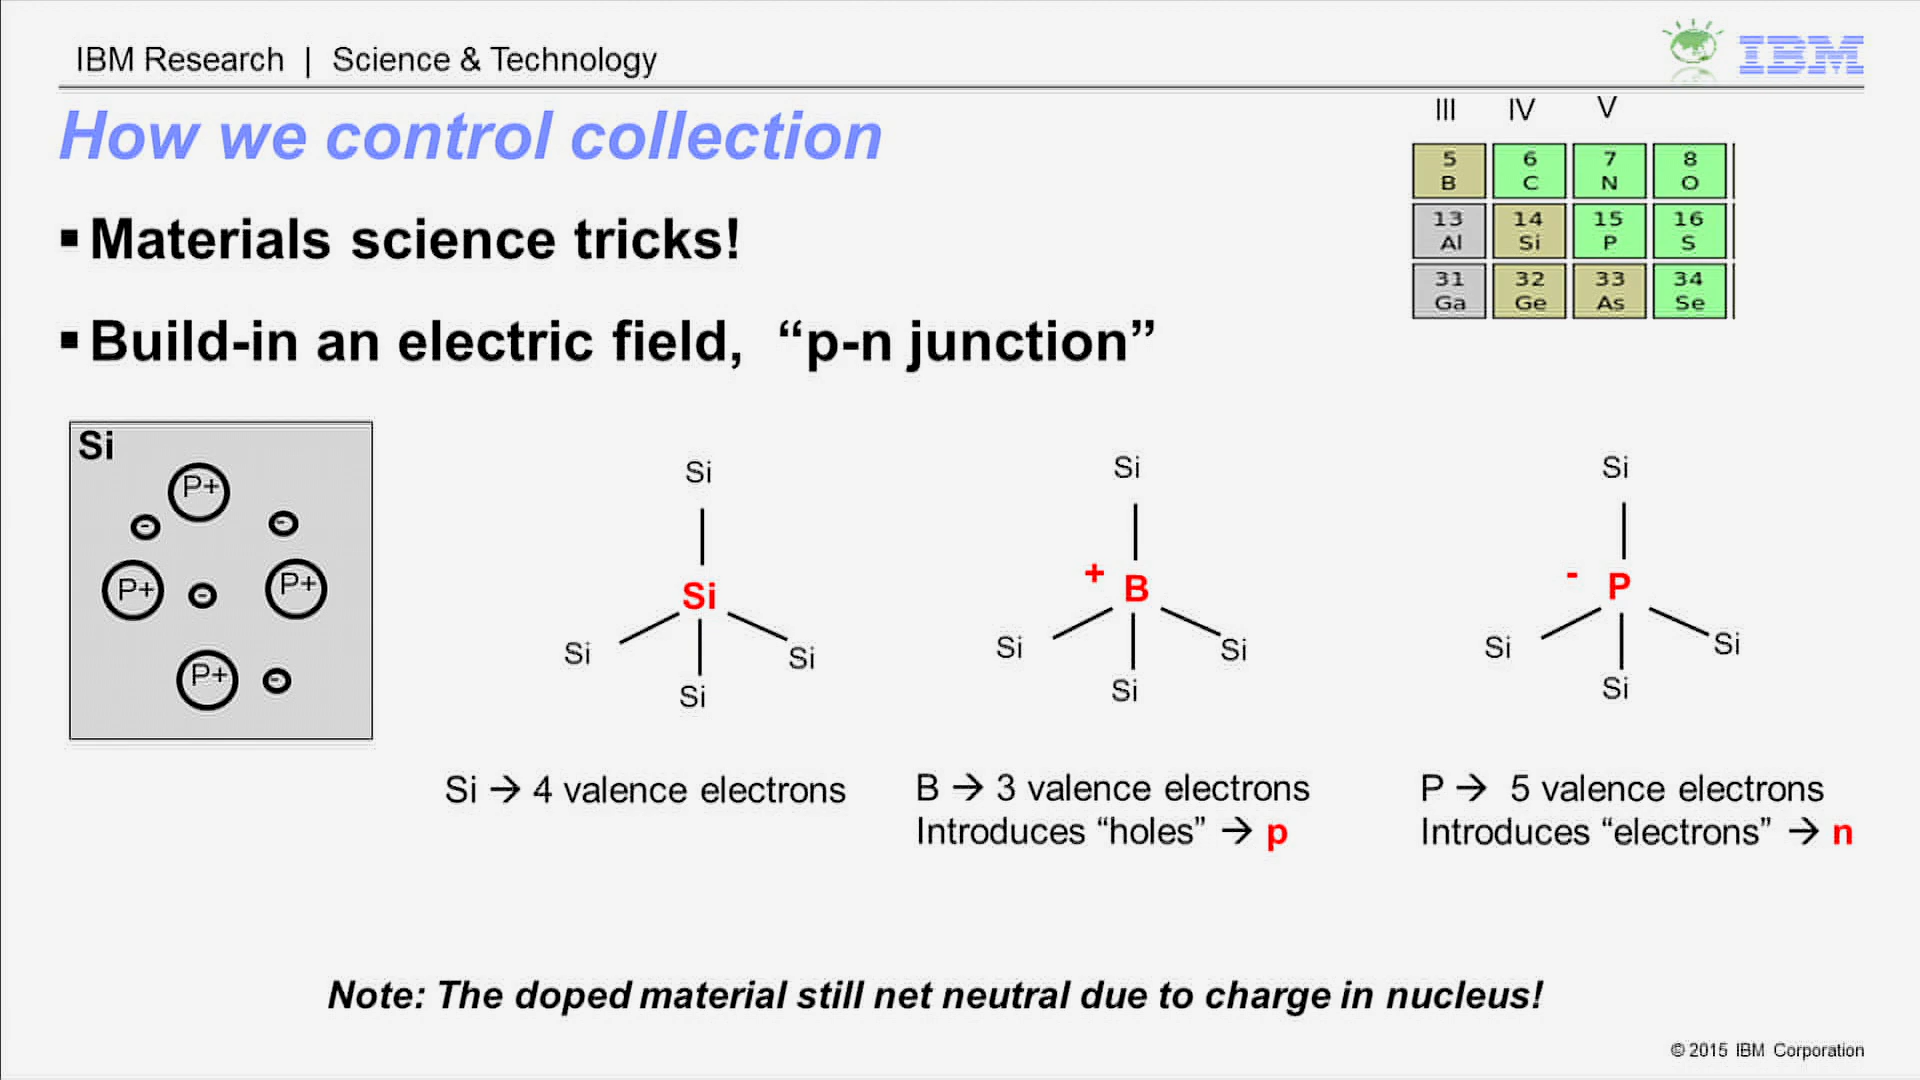 IBM Research | Science & Technology
IBM
How we control collection
III IV V
5 6 7 8
B C N O
13 14 15 16
Al Si P S
31 32 33 34
Ga Ge As Se
▪ Materials science tricks!
▪ Build-in an electric field, “p-n junction”
Si
P+
- -
P+ - P+
P+ -
Si
Si
Si Si
Si
Si
+ B
Si Si
Si
Si
- P
Si Si
Si
Si → 4 valence electrons
B → 3 valence electrons
Introduces “holes” → p
P → 5 valence electrons
Introduces “electrons” → n
Note: The doped material still net neutral due to charge in nucleus!
© 2015 IBM Corporation